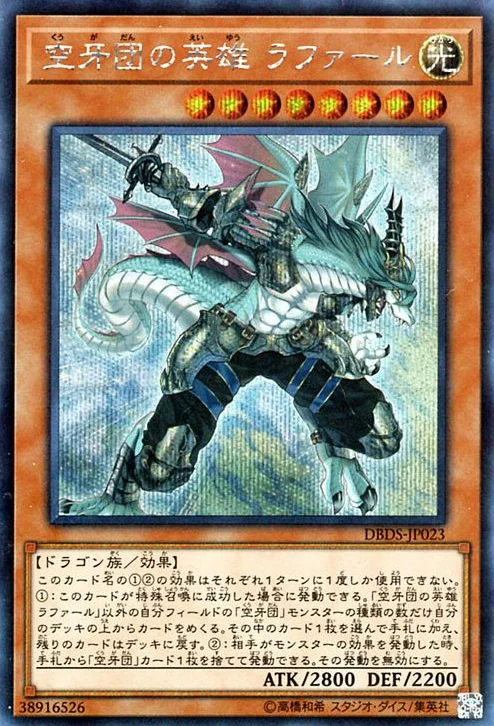 空牙団の英雄 ラファール 光
DBDS-JP023
【ドラゴン族／効果】
このカード名の①②の効果はそれぞれ1ターンに1度しか使用できない。
①：このカードが特殊召喚に成功した場合に発動できる。「空牙団の英雄
ラファール」以外の自分フィールドの「空牙団」モンスターの種類の数だけ自分
のデッキの上からカードをめくる。その中のカード1枚を選んで手札に加え、
残りのカードはデッキに戻す。②：相手がモンスターの効果を発動した時、
手札から「空牙団」カード1枚を捨てて発動できる。その発動を無効にする。
ATK/2800 DEF/2200
38916526 ©高橋和希 スタジオ・ダイス/集英社